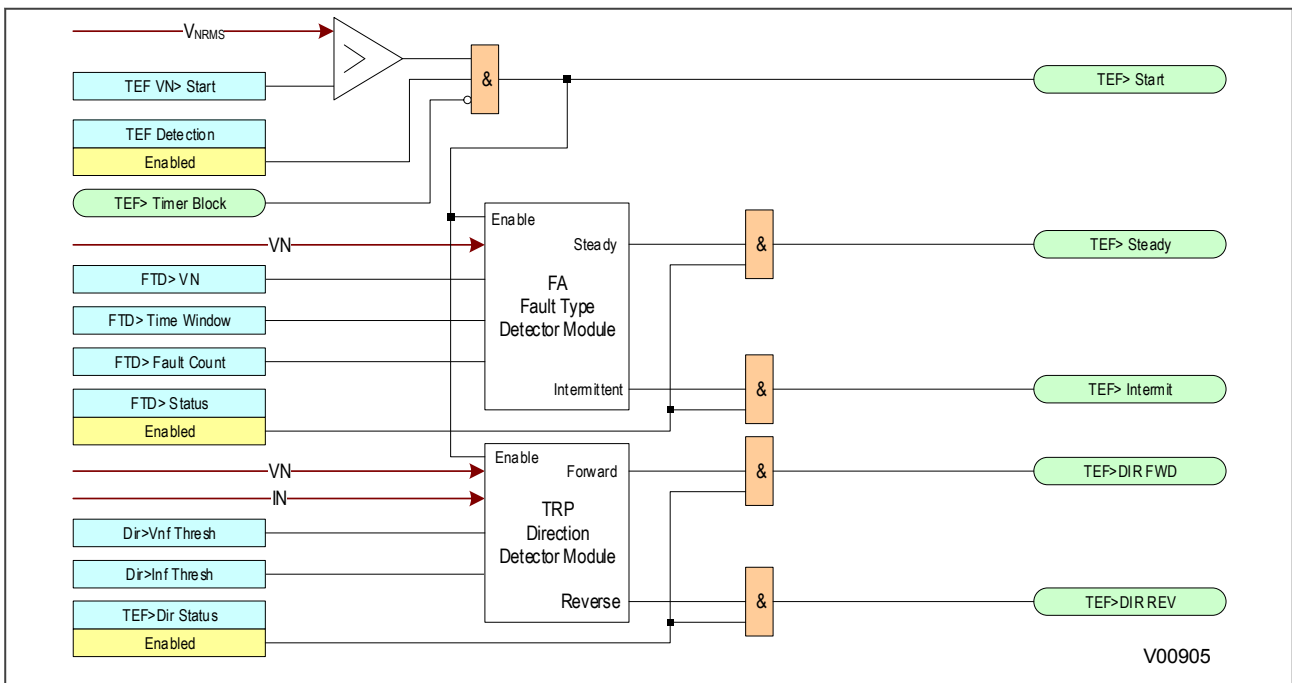 VNRMS
TEF VN> Start
>
&
TEF> Start
TEF Detection
Enabled
TEF> Timer Block
Enable
VN
Steady
&
TEF> Steady
FTD> VN
FA
Fault Type
Detector Module
FTD> Time Window
FTD> Fault Count
Intermittent
&
TEF> Intermit
FTD> Status
Enabled
Enable
VN
Forward
&
TEF>DIR FWD
IN
TRP
Direction
Detector Module
Dir>Vnf Thresh
Dir>Inf Thresh
Reverse
&
TEF>DIR REV
TEF>Dir Status
Enabled
V00905